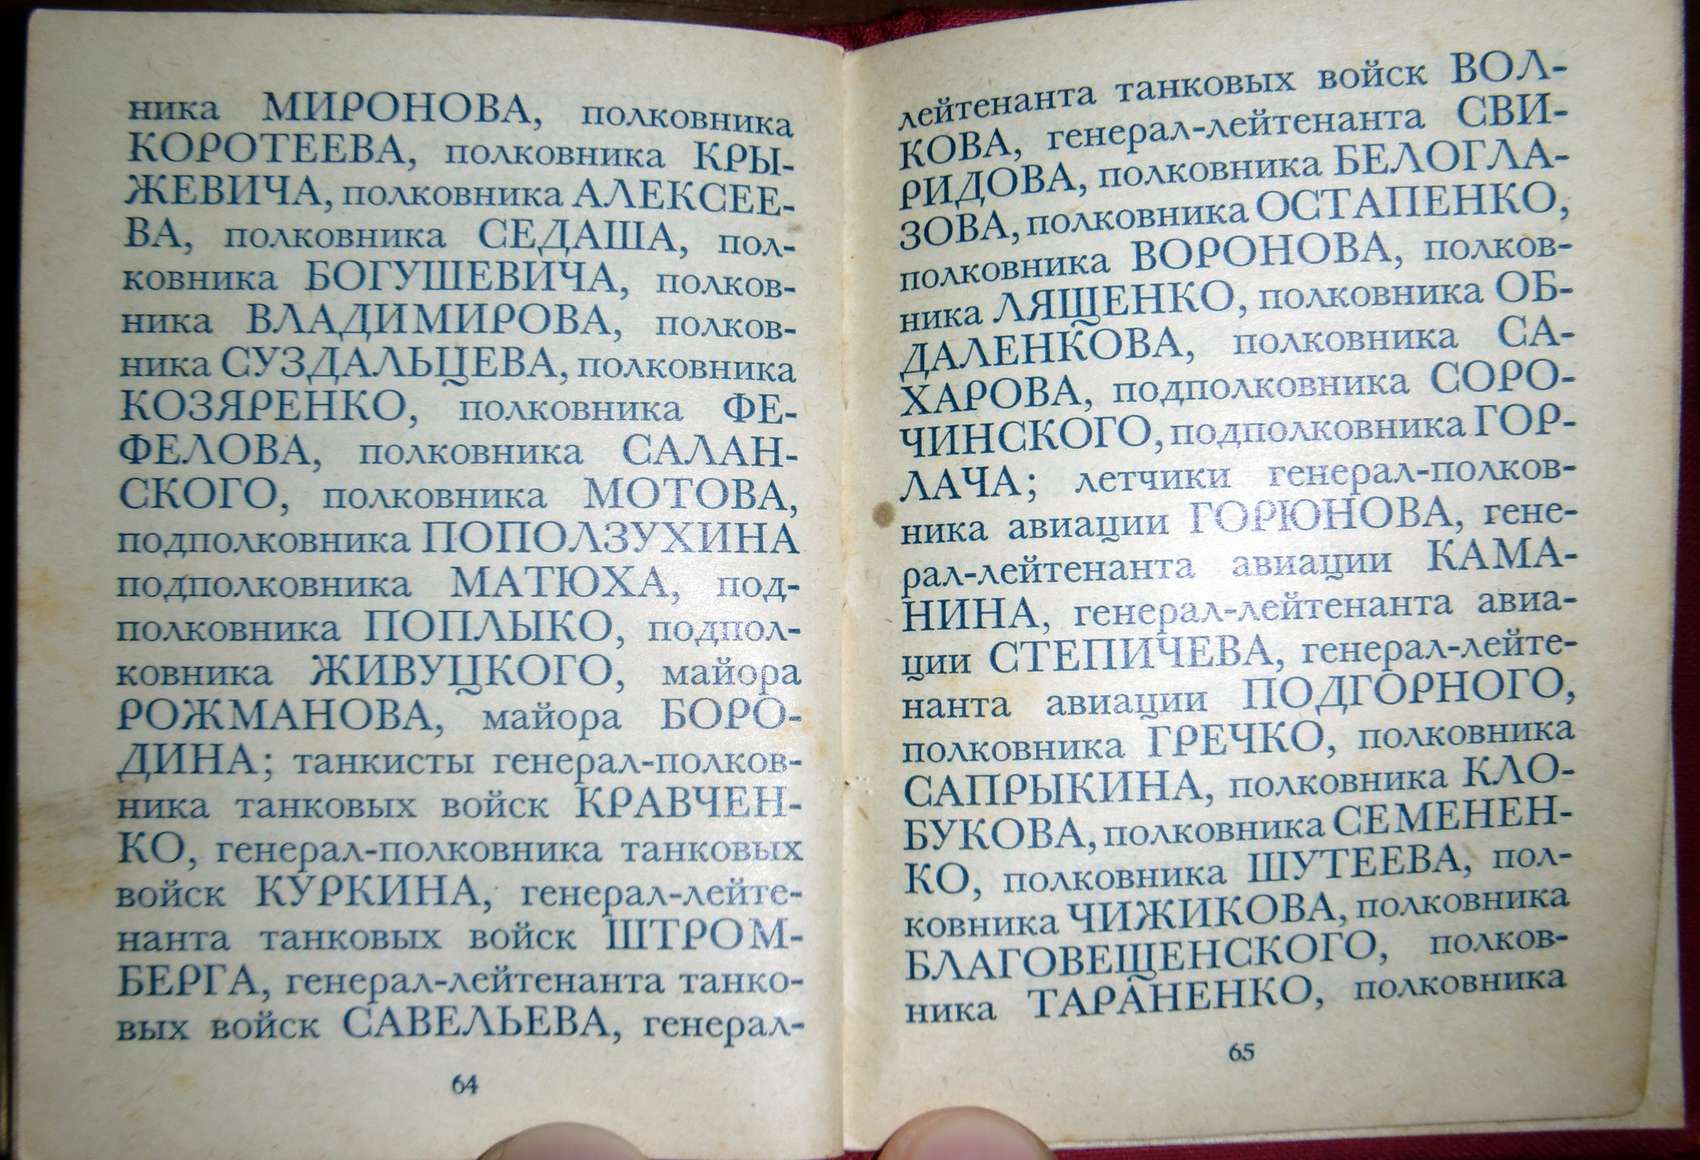 ника МИРОНОВА, полковника
КОРОТЕЕВА, полковника КРЫ-
ЖЕВИЧА, полковника АЛЕКСЕЕ-
ВА, полковника СЕДАША, пол-
ковника БОГУШЕВИЧА, полков-
ника ВЛАДИМИРОВА, полков-
ника СУЗДАЛЬЦЕВА, полковника
КОЗЯРЕНКО, полковника ФЕ-
ФЕЛОВА, полковника САЛАН-
СКОГО, полковника МОТОВА,
подполковника ПОПОЛЗУХИНА
подполковника МАТЮХА, под-
полковника ПОПЛЫКО, подпол-
ковника ЖИВУЦКОГО, майора
РОЖМАНОВА, майора БОРО-
ДИНА; танкисты генерал-полков-
ника танковых войск КРАВЧЕН-
КО, генерал-полковника танковых
войск КУРКИНА, генерал-лейте-
нанта танковых войск ШТРОМ-
БЕРГА, генерал-лейтенанта танко-
вых войск САВЕЛЬЕВА, генерал-
64
лейтенанта танковых войск ВОЛ-
КОВА, генерал-лейтенанта СВИ-
РИДОВА, полковника БЕЛОГЛА-
ЗОВА, полковника ОСТАПЕНКО,
полковника ВОРОНОВА, полков-
ника ЛЯЩЕНКО, полковника ОБ-
ДАЛЕНКОВА, полковника СА-
ХАРОВА, подполковника СОРО-
ЧИНСКОГО, подполковника ГОР-
ЛАЧА; летчики генерал-полков-
ника авиации ГОРЮНОВА, гене-
рал-лейтенанта авиации КАМА-
НИНА, генерал-лейтенанта авиа-
ции СТЕПИЧЕВА, генерал-лейте-
нанта авиации ПОДГОРНОГО,
полковника ГРЕЧКО, полковника
САПРЫКИНА, полковника КЛО-
БУКОВА, полковника СЕМЕНЕН-
КО, полковника ШУТЕЕВА, пол-
ковника ЧИЖИКОВА, полковника
БЛАГОВЕЩЕНСКОГО, полков-
ника ТАРАНЕНКО, полковника
65